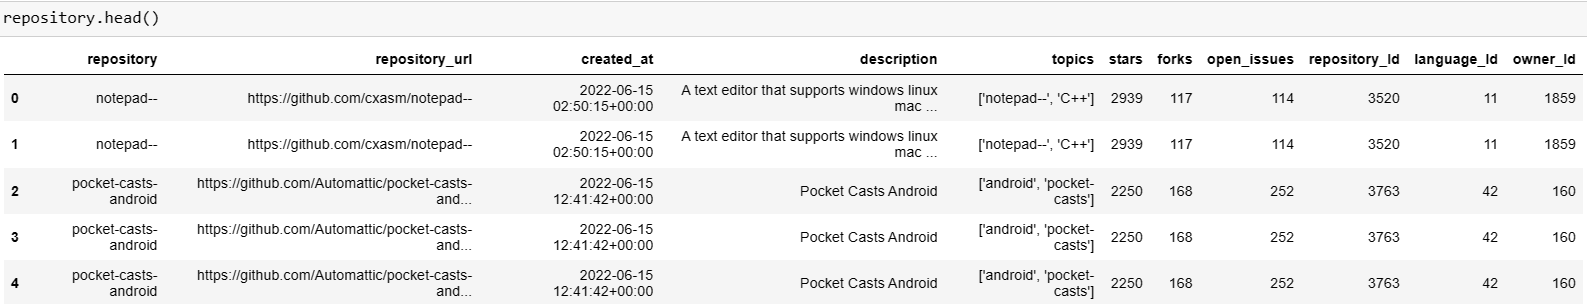 repository.head()
repository repository_url created_at description topics stars forks open_issues repository_Id language_Id owner_Id
0 notepad-- https://github.com/cxasm/notepad-- 2022-06-15 02:50:15+00:00 A text editor that supports windows linux mac ... ['notepad--', 'C++'] 2939 117 114 3520 11 1859
1 notepad-- https://github.com/cxasm/notepad-- 2022-06-15 02:50:15+00:00 A text editor that supports windows linux mac ... ['notepad--', 'C++'] 2939 117 114 3520 11 1859
2 pocket-casts-android https://github.com/Automattic/pocket-casts-and... 2022-06-15 12:41:42+00:00 Pocket Casts Android ['android', 'pocket-casts'] 2250 168 252 3763 42 160
3 pocket-casts-android https://github.com/Automattic/pocket-casts-and... 2022-06-15 12:41:42+00:00 Pocket Casts Android ['android', 'pocket-casts'] 2250 168 252 3763 42 160
4 pocket-casts-android https://github.com/Automattic/pocket-casts-and... 2022-06-15 12:41:42+00:00 Pocket Casts Android ['android', 'pocket-casts'] 2250 168 252 3763 42 160